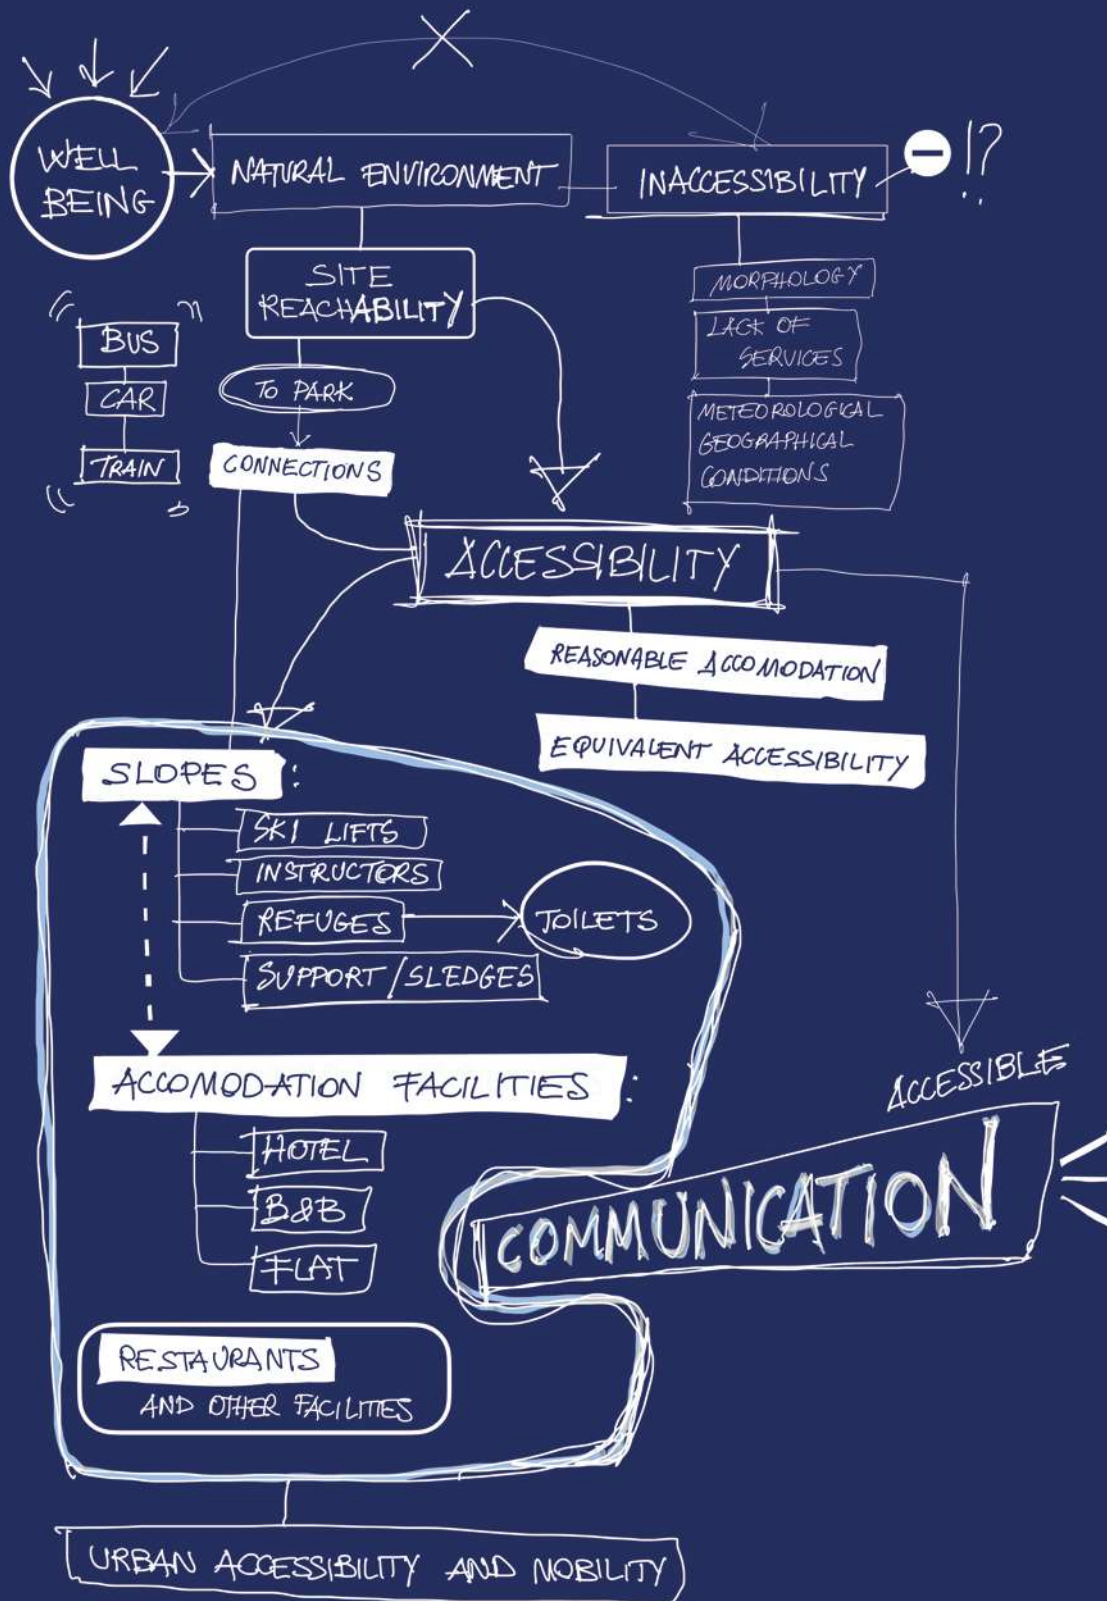 WELL
BEING
NATURAL ENVIRONMENT
INACCESSIBILITY
!?
SITE
REACHABILITY
MORPHOLOGY
LACK OF
SERVICES
METEOROLOGICAL
GEOGRAPHICAL
CONDITIONS
BUS
CAR
TRAIN
TO PARK
CONNECTIONS
ACCESSIBILITY
REASONABLE ACCOMODATION
EQUIVALENT ACCESSIBILITY
SLOPES :
SKI LIFTS
INSTRUCTORS
REFUGES
TOILETS
SUPPORT/SLEDGES
ACCOMODATION FACILITIES :
HOTEL
B&B
FLAT
ACCESSIBLE
COMMUNICATION
RESTAURANTS
AND OTHER FACILITIES
URBAN ACCESSIBILITY AND MOBILITY